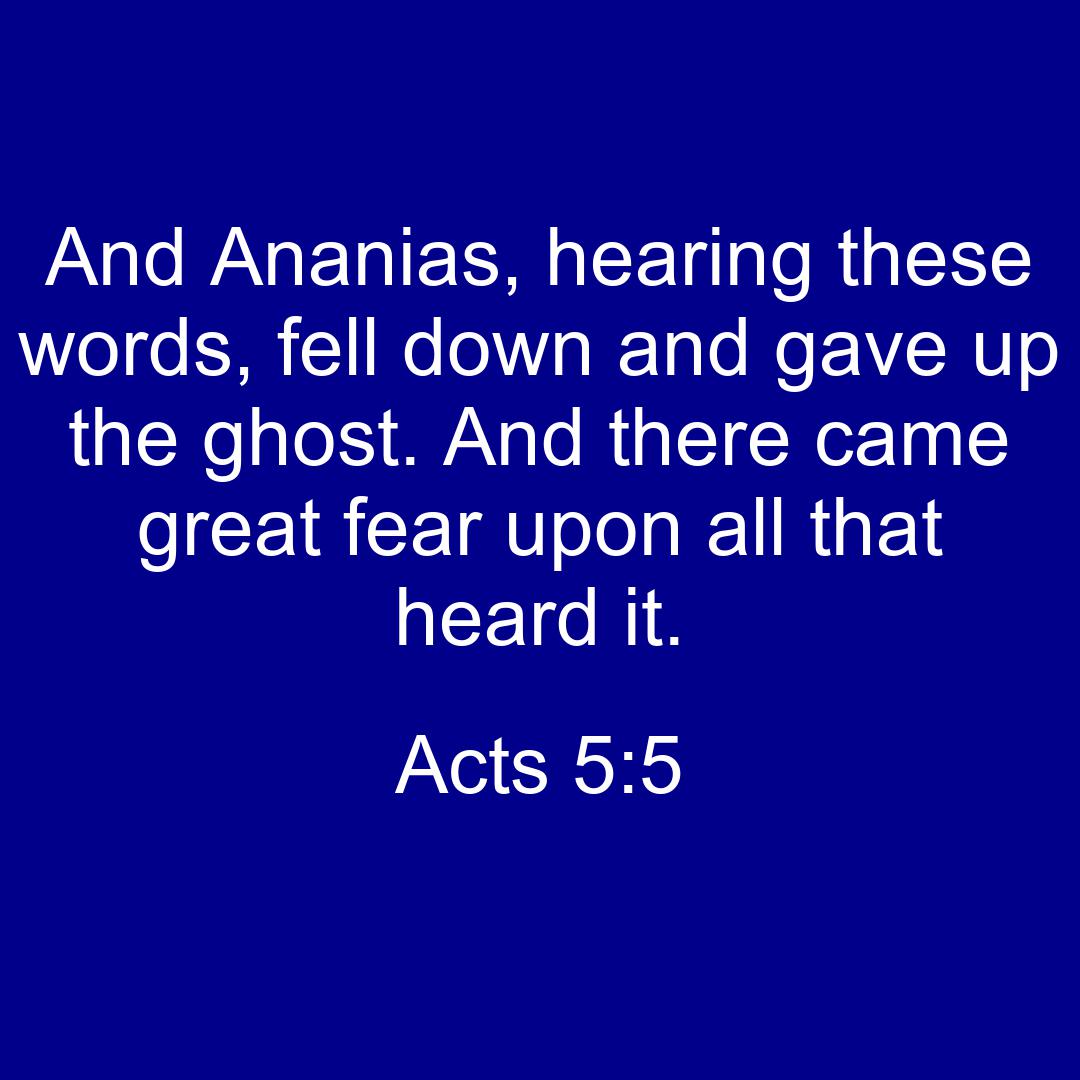 And Ananias, hearing these
words, fell down and gave up
the ghost. And there came
great fear upon all that
heard it.
Acts 5:5